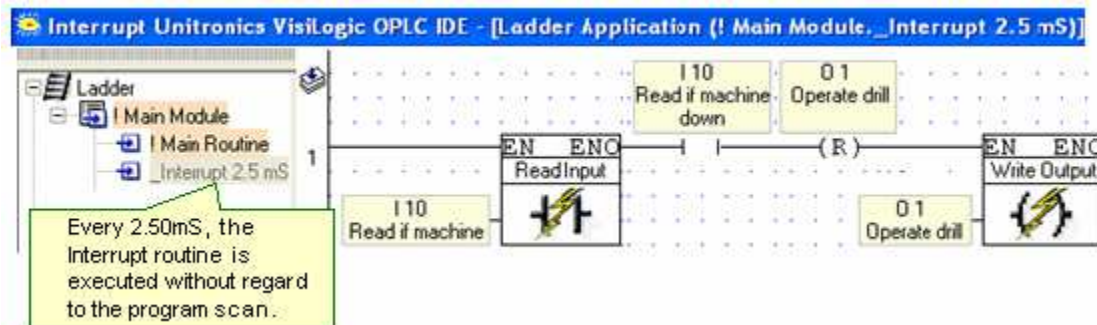 Interrupt Unitronics VisiLogic OPLC IDE - [Ladder Application (! Main Module._Interrupt 2.5 mS)]
Ladder
! Main Module
! Main Routine
_Interrupt 2.5 mS
Every 2.50mS, the
Interrupt routine is
executed without regard
to the program scan.
1
I 10
Read if machine
down
O 1
Operate drill
EN ENO
Read Input
(R)
I 10
Read if machine
EN ENO
Write Output
O 1
Operate drill